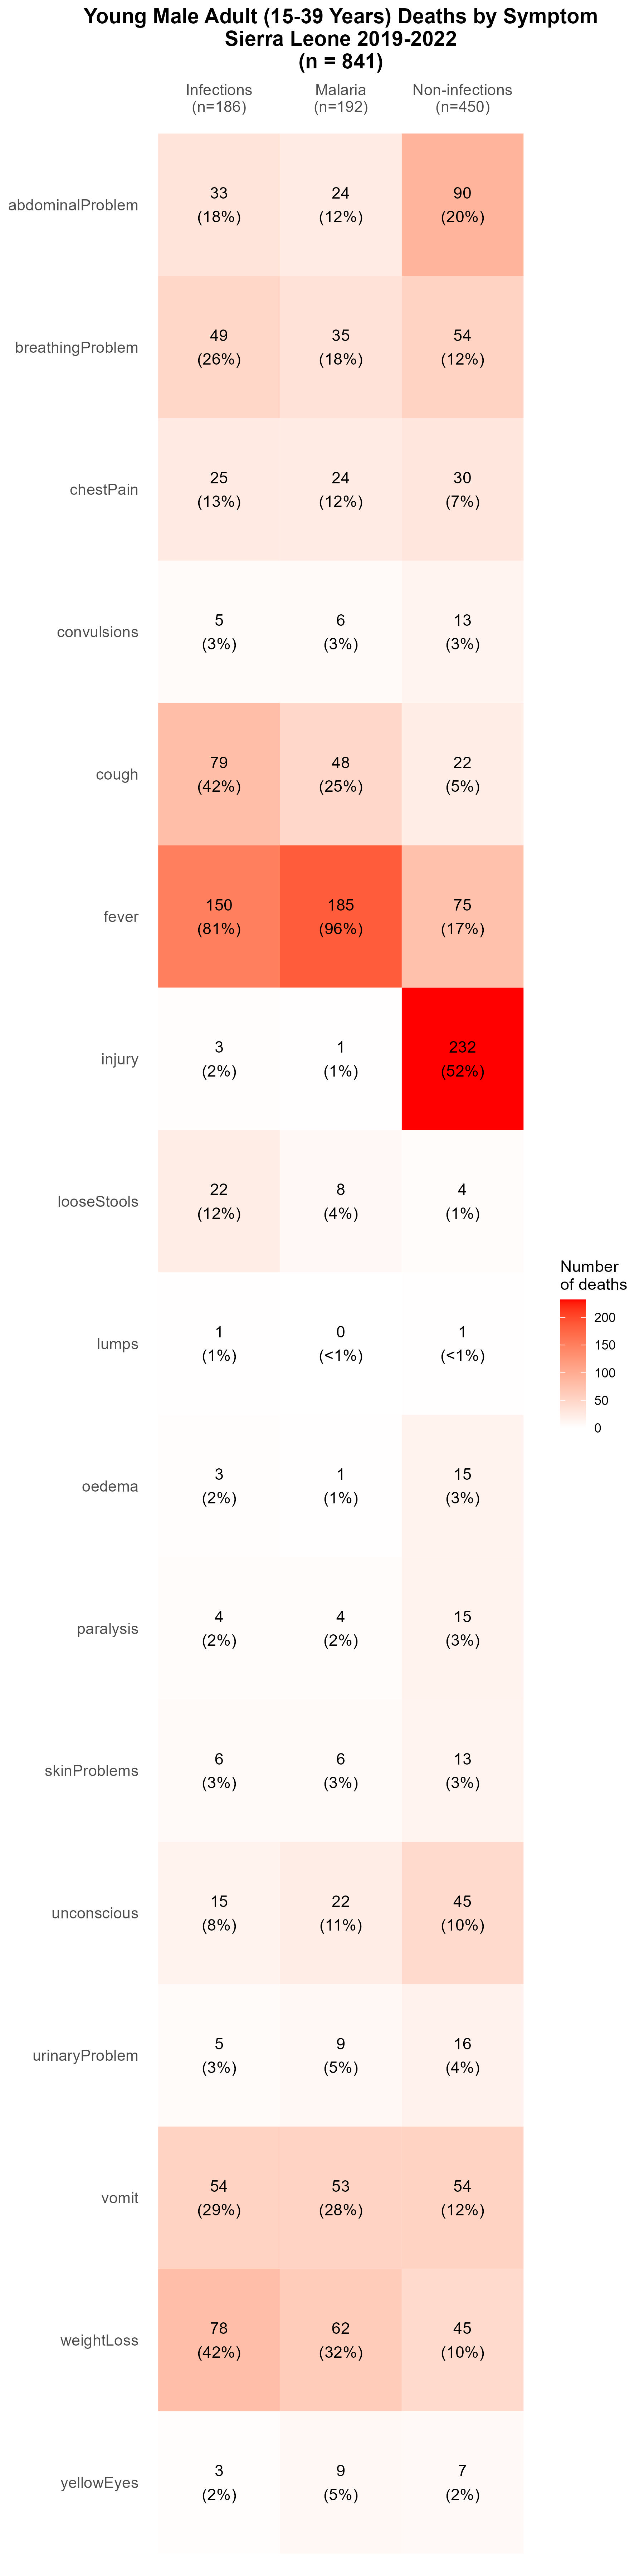 Young Male Adult (15-39 Years) Deaths by Symptom
Sierra Leone 2019-2022
(n = 841)
Infections Malaria Non-infections
(n=186) (n=192) (n=450)
abdominalProblem
33 24 90
(18%) (12%) (20%)
breathingProblem
49 35 54
(26%) (18%) (12%)
chestPain
25 24 30
(13%) (12%) (7%)
convulsions
5 6 13
(3%) (3%) (3%)
cough
79 48 22
(42%) (25%) (5%)
fever
150 185 75
(81%) (96%) (17%)
injury
3 1 232
(2%) (1%) (52%)
looseStools
22 8 4
(12%) (4%) (1%)
lumps
1 0 1
(1%) (<1%) (<1%)
oedema
3 1 15
(2%) (1%) (3%)
paralysis
4 4 15
(2%) (2%) (3%)
skinProblems
6 6 13
(3%) (3%) (3%)
unconscious
15 22 45
(8%) (11%) (10%)
urinaryProblem
5 9 16
(3%) (5%) (4%)
vomit
54 53 54
(29%) (28%) (12%)
weightLoss
78 62 45
(42%) (32%) (10%)
yellowEyes
3 9 7
(2%) (5%) (2%)
Number
of deaths
200
150
100
50
0